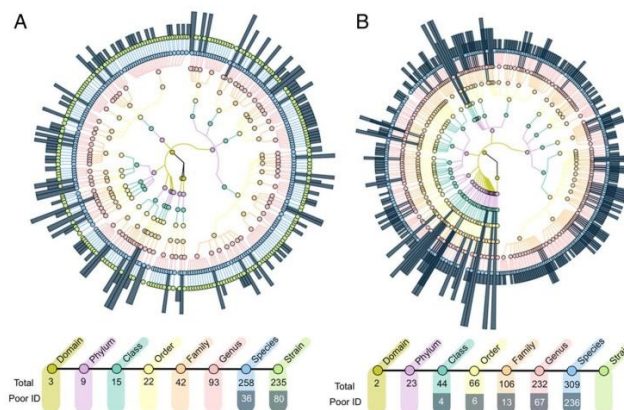 A
B
Domain Phylum Class Order Family Genus Species Strain
Total 3 9 15 22 42 93 258 235
Poor ID 36 80
Domain Phylum Class Order Family Genus Species Strain
Total 2 23 44 66 106 232 309
Poor ID 4 6 13 67 236